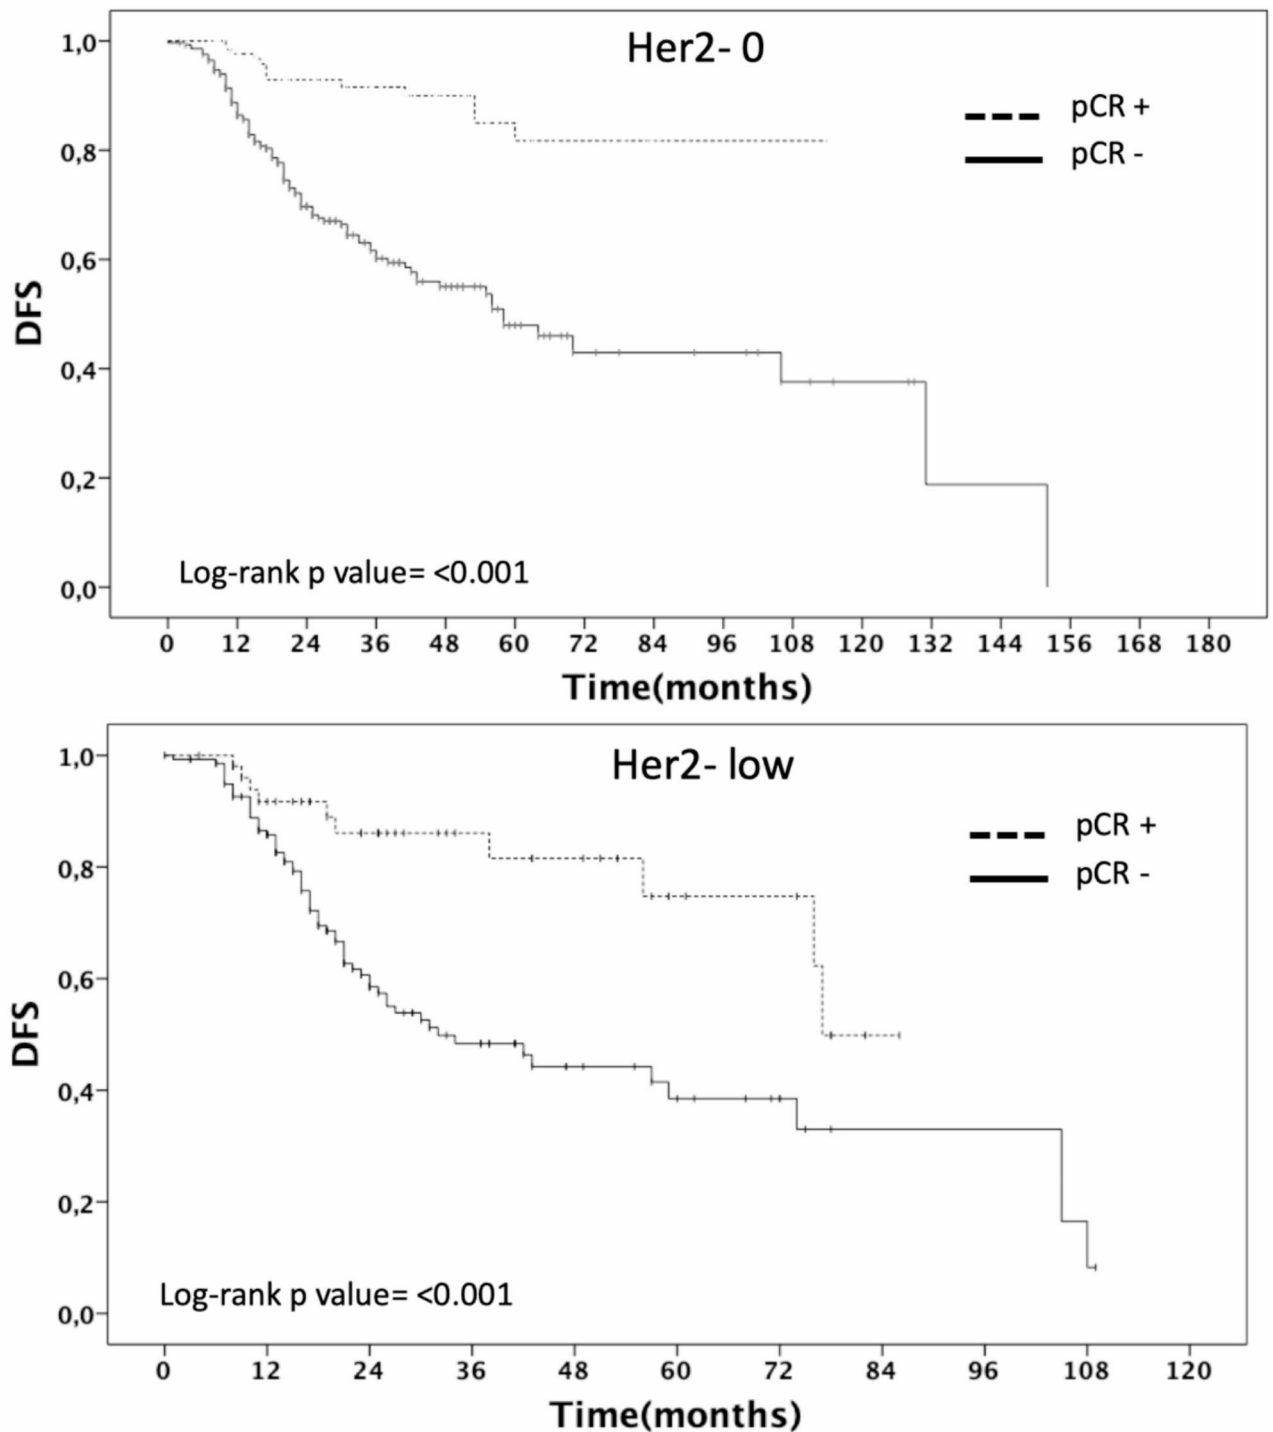 Her2- 0
pCR +
pCR -
1,0
0,8
0,6
0,4
0,2
0,0
DFS
Log-rank p value= <0.001
0 12 24 36 48 60 72 84 96 108 120 132 144 156 168 180
Time(months)
Her2- low
pCR +
pCR -
1,0
0,8
0,6
0,4
0,2
0,0
DFS
Log-rank p value= <0.001
0 12 24 36 48 60 72 84 96 108 120
Time(months)